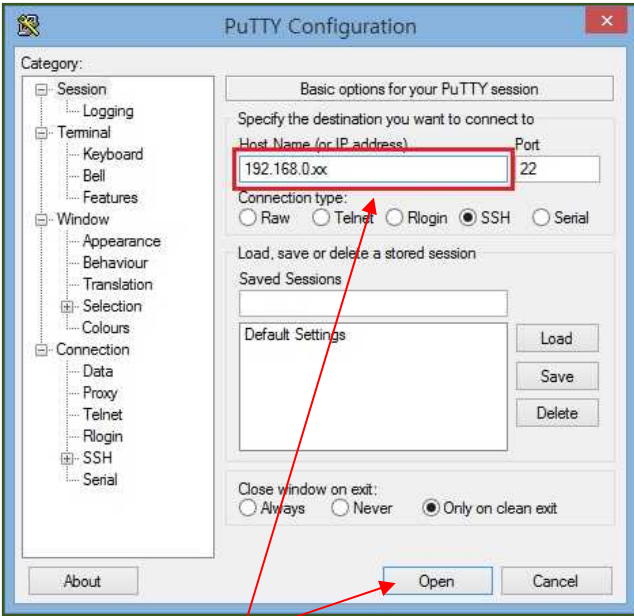 PuTTY Configuration
Category:
Session
Logging
Terminal
Keyboard
Bell
Features
Window
Appearance
Behaviour
Translation
Selection
Colours
Connection
Data
Proxy
Telnet
Rlogin
SSH
Serial
Basic options for your PuTTY session
Specify the destination you want to connect to
Host Name (or IP address) Port
192.168.0.xx 22
Connection type:
Raw Telnet Rlogin SSH Serial
Load, save or delete a stored session
Saved Sessions
Default Settings
Load
Save
Delete
Close window on exit:
Always Never Only on clean exit
About Open Cancel